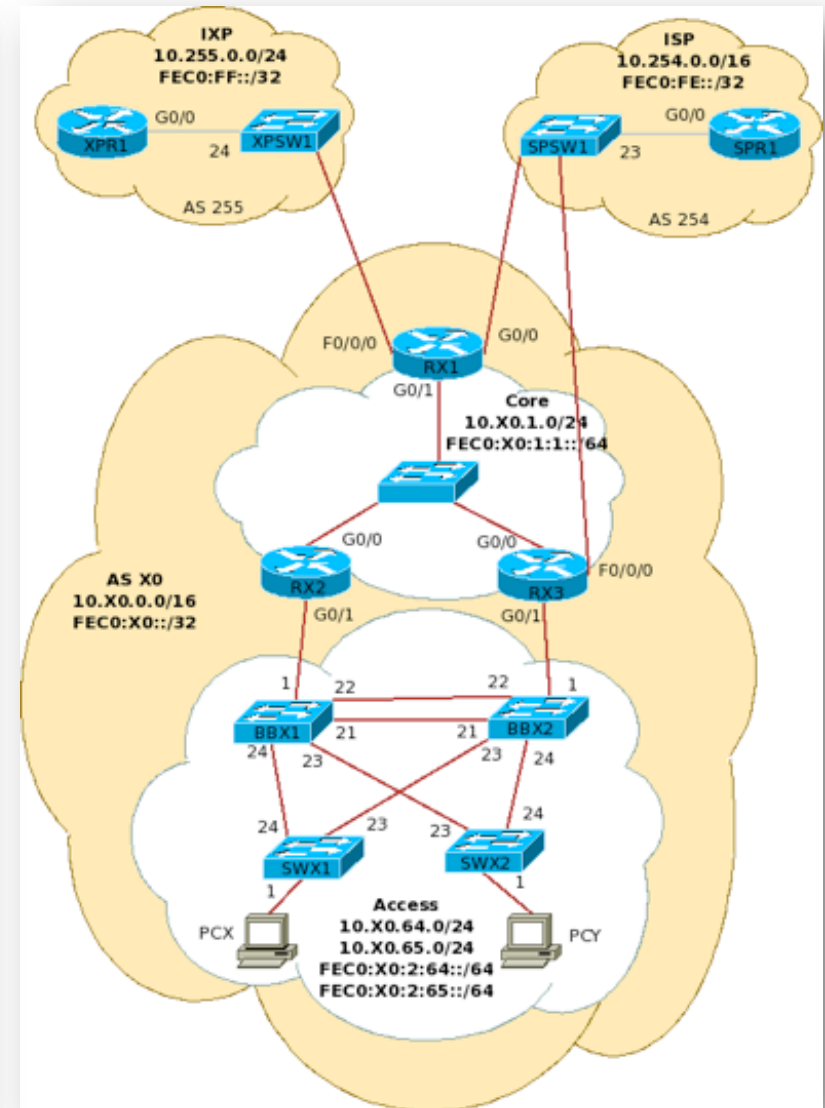 IXP
10.255.0.0/24
FEC0:FF::/32
G0/0
XPR1
XPSW1
24
AS 255
ISP
10.254.0.0/16
FEC0:FE::/32
G0/0
SPSW1
SPR1
23
AS 254
F0/0/0
G0/0
RX1
G0/1
Core
10.X0.1.0/24
FEC0:X0:1:1::/64
G0/0
G0/0
RX2
RX3
F0/0/0
G0/1
G0/1
AS X0
10.X0.0.0/16
FEC0:X0::/32
1
22
22
1
BBX1
21
21
BBX2
24
23
23
24
24
23
23
24
SWX1
SWX2
1
1
PCX
PCY
Access
10.X0.64.0/24
10.X0.65.0/24
FEC0:X0:2:64::/64
FEC0:X0:2:65::/64